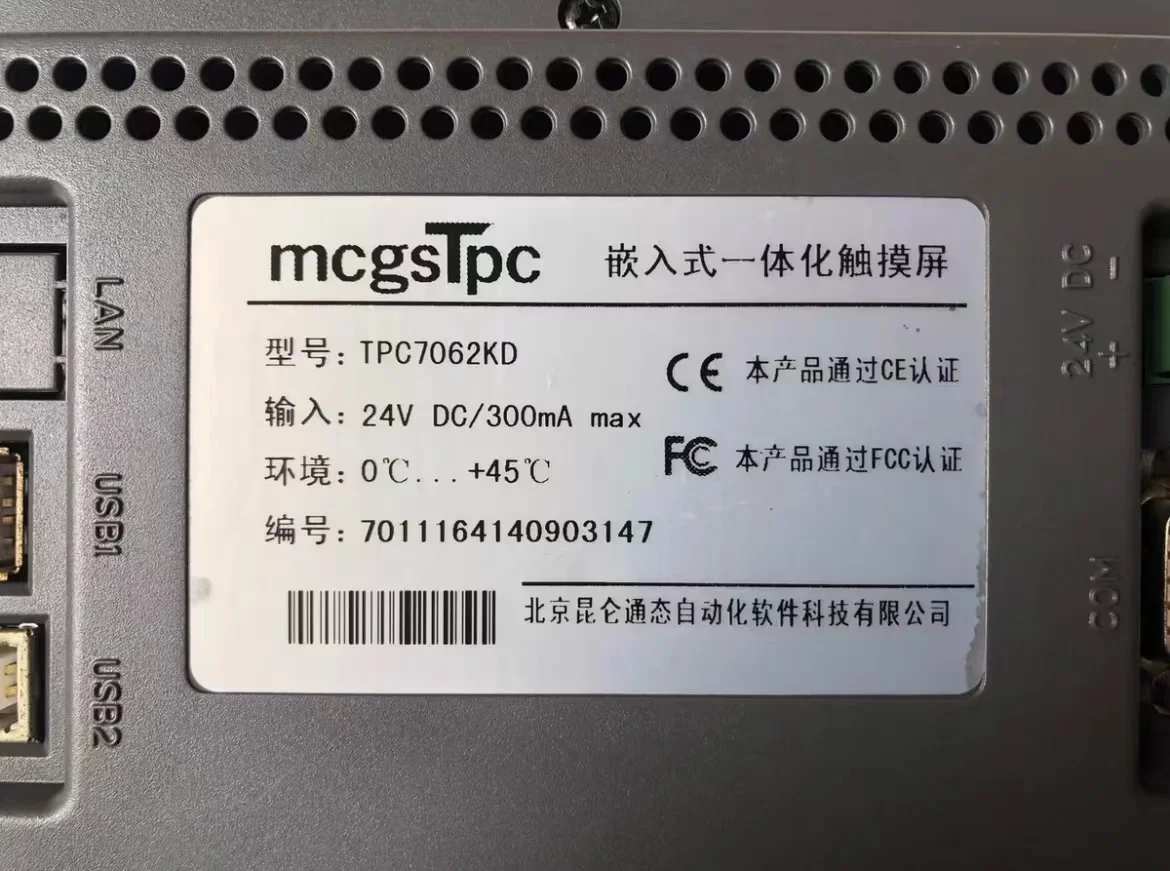 mcgsTpc 嵌入式一体化触摸屏
型号：TPC7062KD
输入：24V DC/300mA max
环境：0℃...+45℃
编号：7011164140903147
CE 本产品通过CE认证
FC 本产品通过FCC认证
北京昆仑通态自动化软件科技有限公司
LAN
USB1
USB2
24V DC
+ -
COM